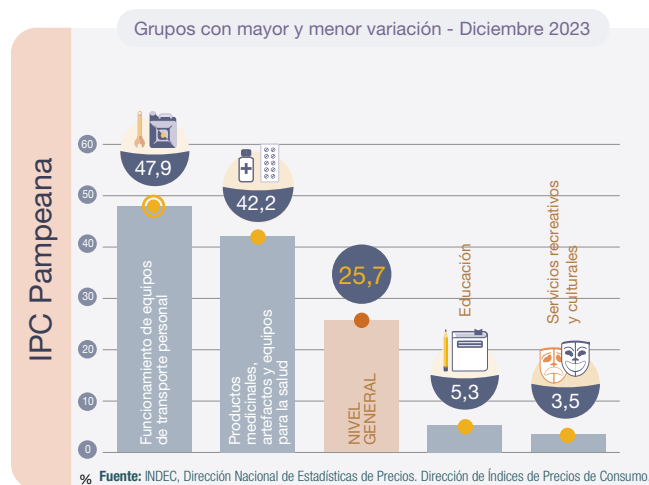 Grupos con mayor y menor variación - Diciembre 2023
IPC Pampeana
60
50
40
30
20
10
0
%
47,9
Funcionamiento de equipos
de transporte personal
42,2
Productos
medicinales,
artefactos y equipos
para la salud
25,7
NIVEL
GENERAL
Educación
5,3
Servicios recreativos
y culturales
3,5
Fuente: INDEC, Dirección Nacional de Estadísticas de Precios. Dirección de Índices de Precios de Consumo